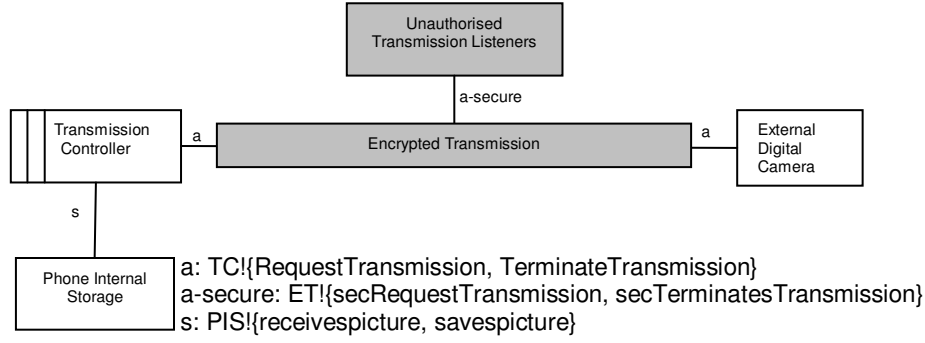 Unauthorised
Transmission Listeners
a-secure
Transmission
Controller
a
Encrypted Transmission
a
External
Digital
Camera
s
Phone Internal
Storage
a: TC!{RequestTransmission, TerminateTransmission}
a-secure: ET!{secRequestTransmission, secTerminatesTransmission}
s: PIS!{receivespicture, savespicture}